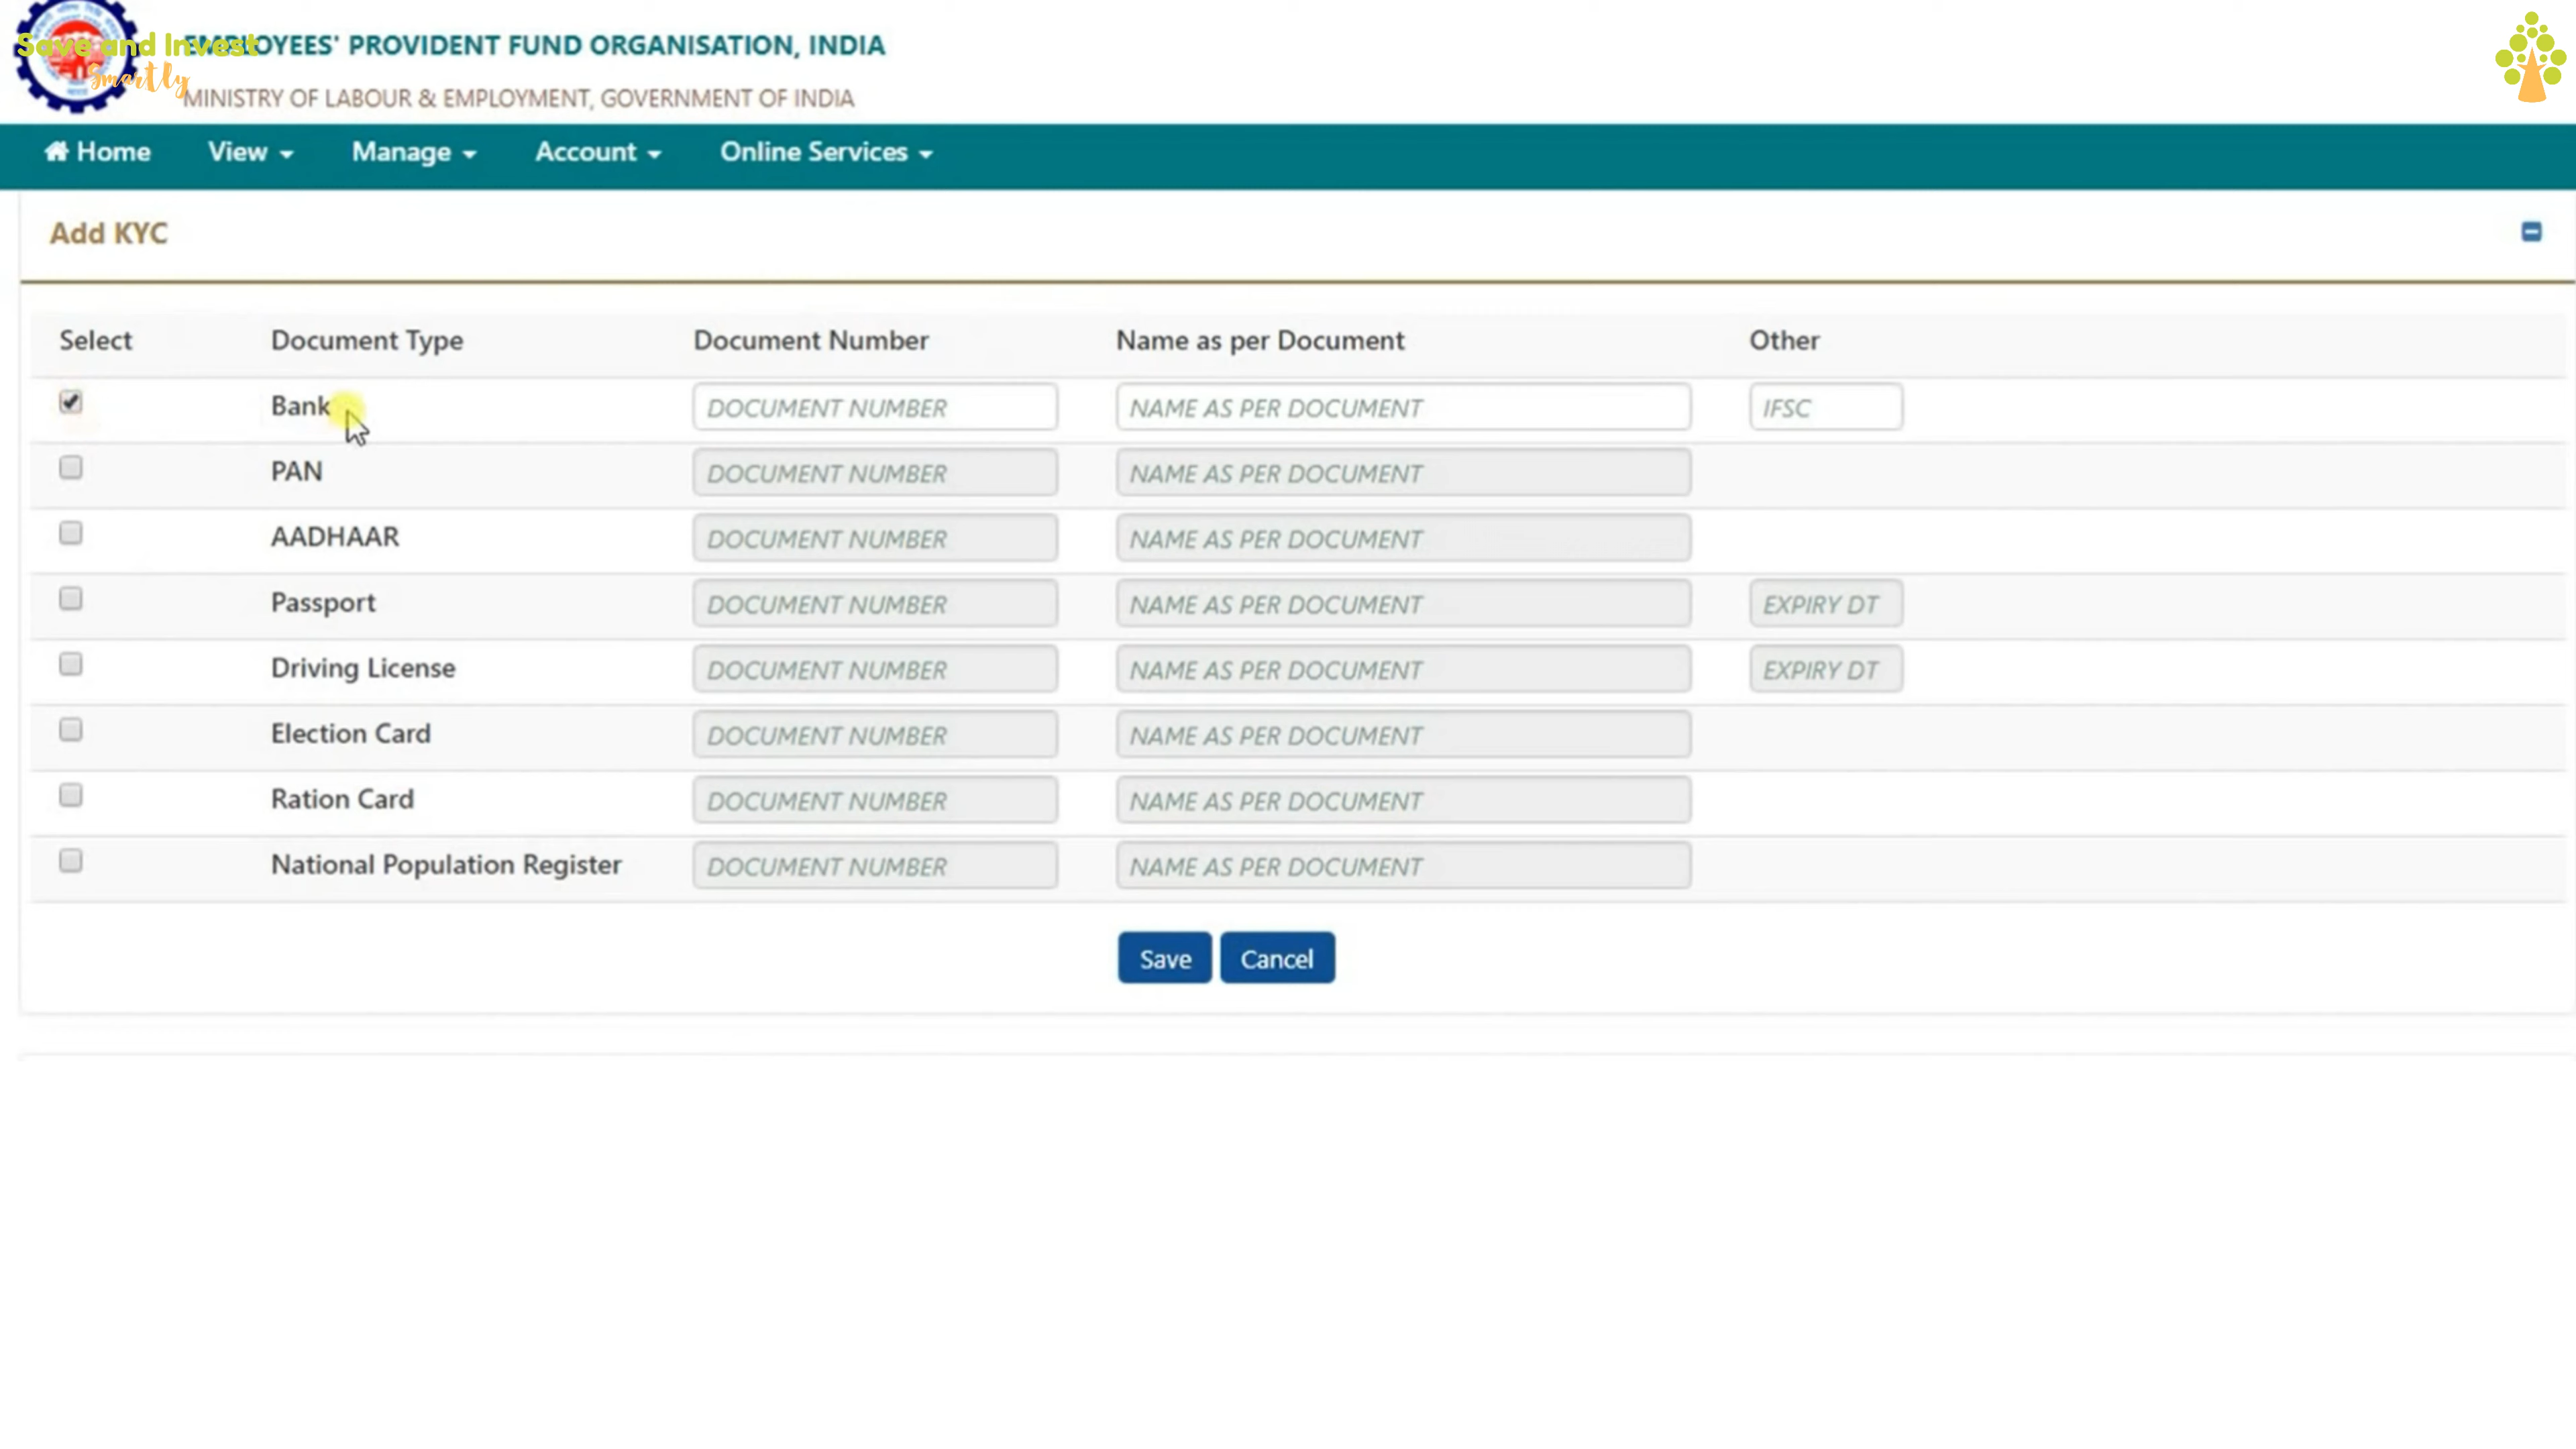 Save and Invest
Smartly
EMPLOYEES' PROVIDENT FUND ORGANISATION, INDIA
MINISTRY OF LABOUR & EMPLOYMENT, GOVERNMENT OF INDIA
Home View Manage Account Online Services
Add KYC
Select Document Type Document Number Name as per Document Other
Bank DOCUMENT NUMBER NAME AS PER DOCUMENT IFSC
PAN DOCUMENT NUMBER NAME AS PER DOCUMENT
AADHAAR DOCUMENT NUMBER NAME AS PER DOCUMENT
Passport DOCUMENT NUMBER NAME AS PER DOCUMENT EXPIRY DT
Driving License DOCUMENT NUMBER NAME AS PER DOCUMENT EXPIRY DT
Election Card DOCUMENT NUMBER NAME AS PER DOCUMENT
Ration Card DOCUMENT NUMBER NAME AS PER DOCUMENT
National Population Register DOCUMENT NUMBER NAME AS PER DOCUMENT
Save Cancel